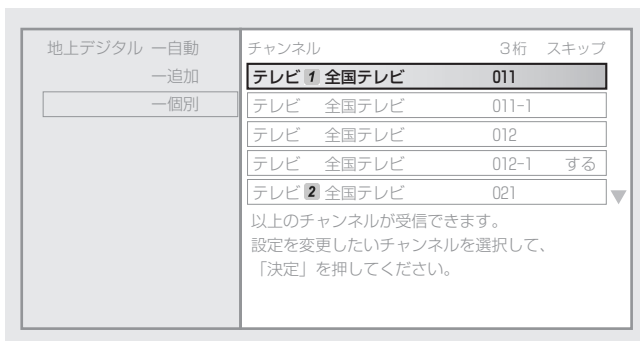 地上デジタル ー自動
ー追加
ー個別
チャンネル 3桁 スキップ
テレビ 1 全国テレビ 011
テレビ 全国テレビ 011-1
テレビ 全国テレビ 012
テレビ 全国テレビ 012-1 する
テレビ 2 全国テレビ 021
以上のチャンネルが受信できます。
設定を変更したいチャンネルを選択して、
「決定」を押してください。